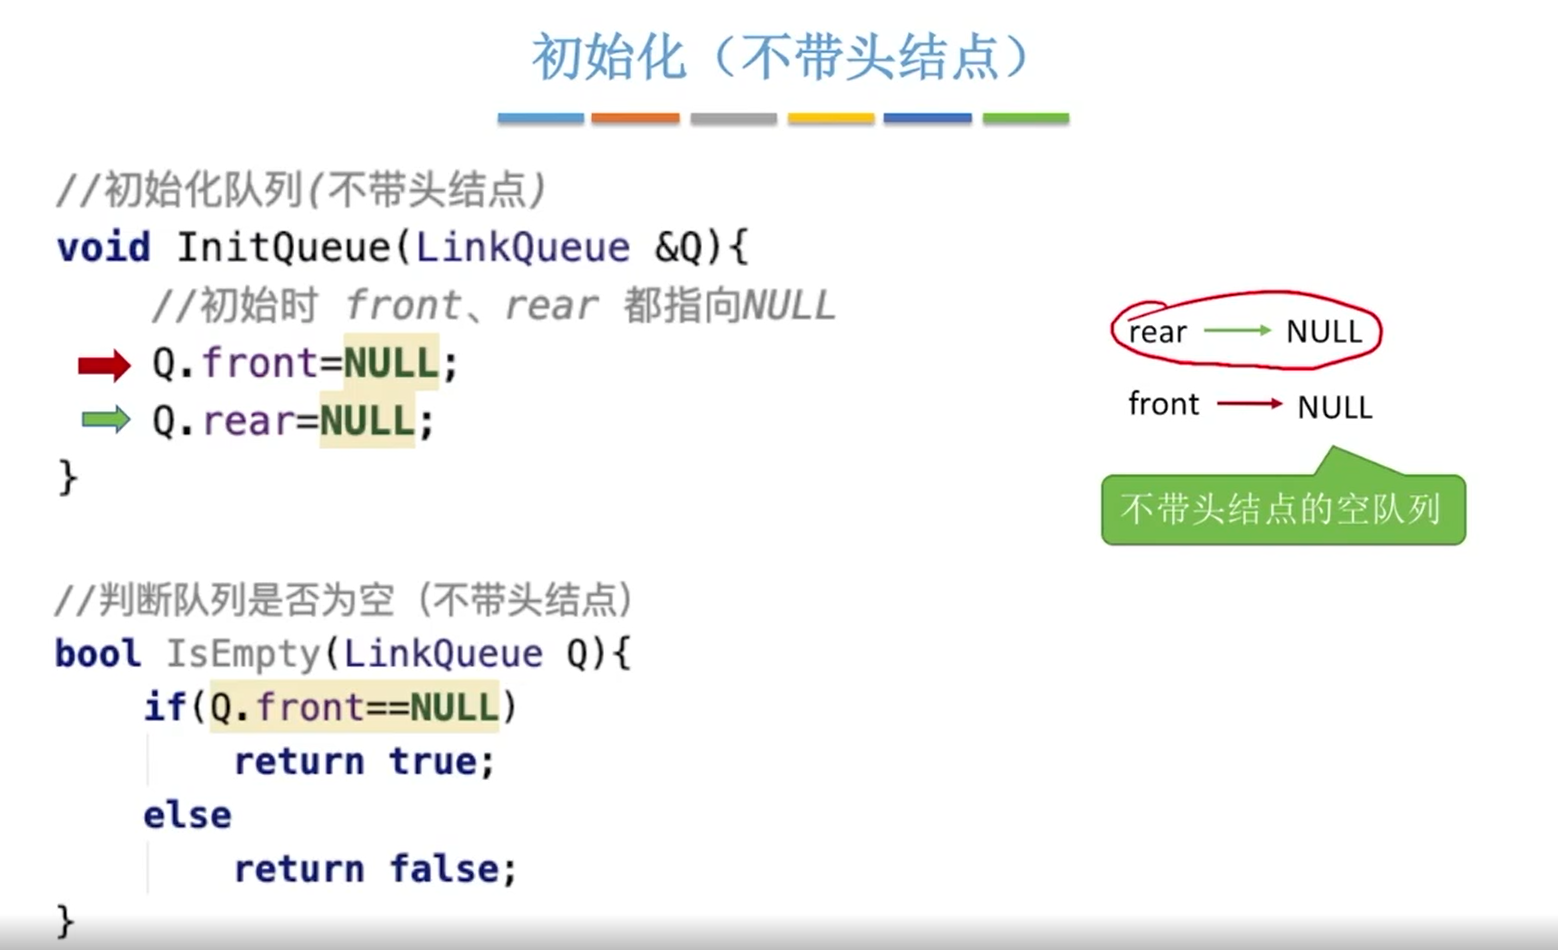 初始化（不带头结点）
//初始化队列(不带头结点)
void InitQueue(LinkQueue &Q){
//初始时 front、rear 都指向NULL
Q.front=NULL;
Q.rear=NULL;
}
rear NULL
front NULL
不带头结点的空队列
//判断队列是否为空（不带头结点）
bool IsEmpty(LinkQueue Q){
if(Q.front==NULL)
return true;
else
return false;
}